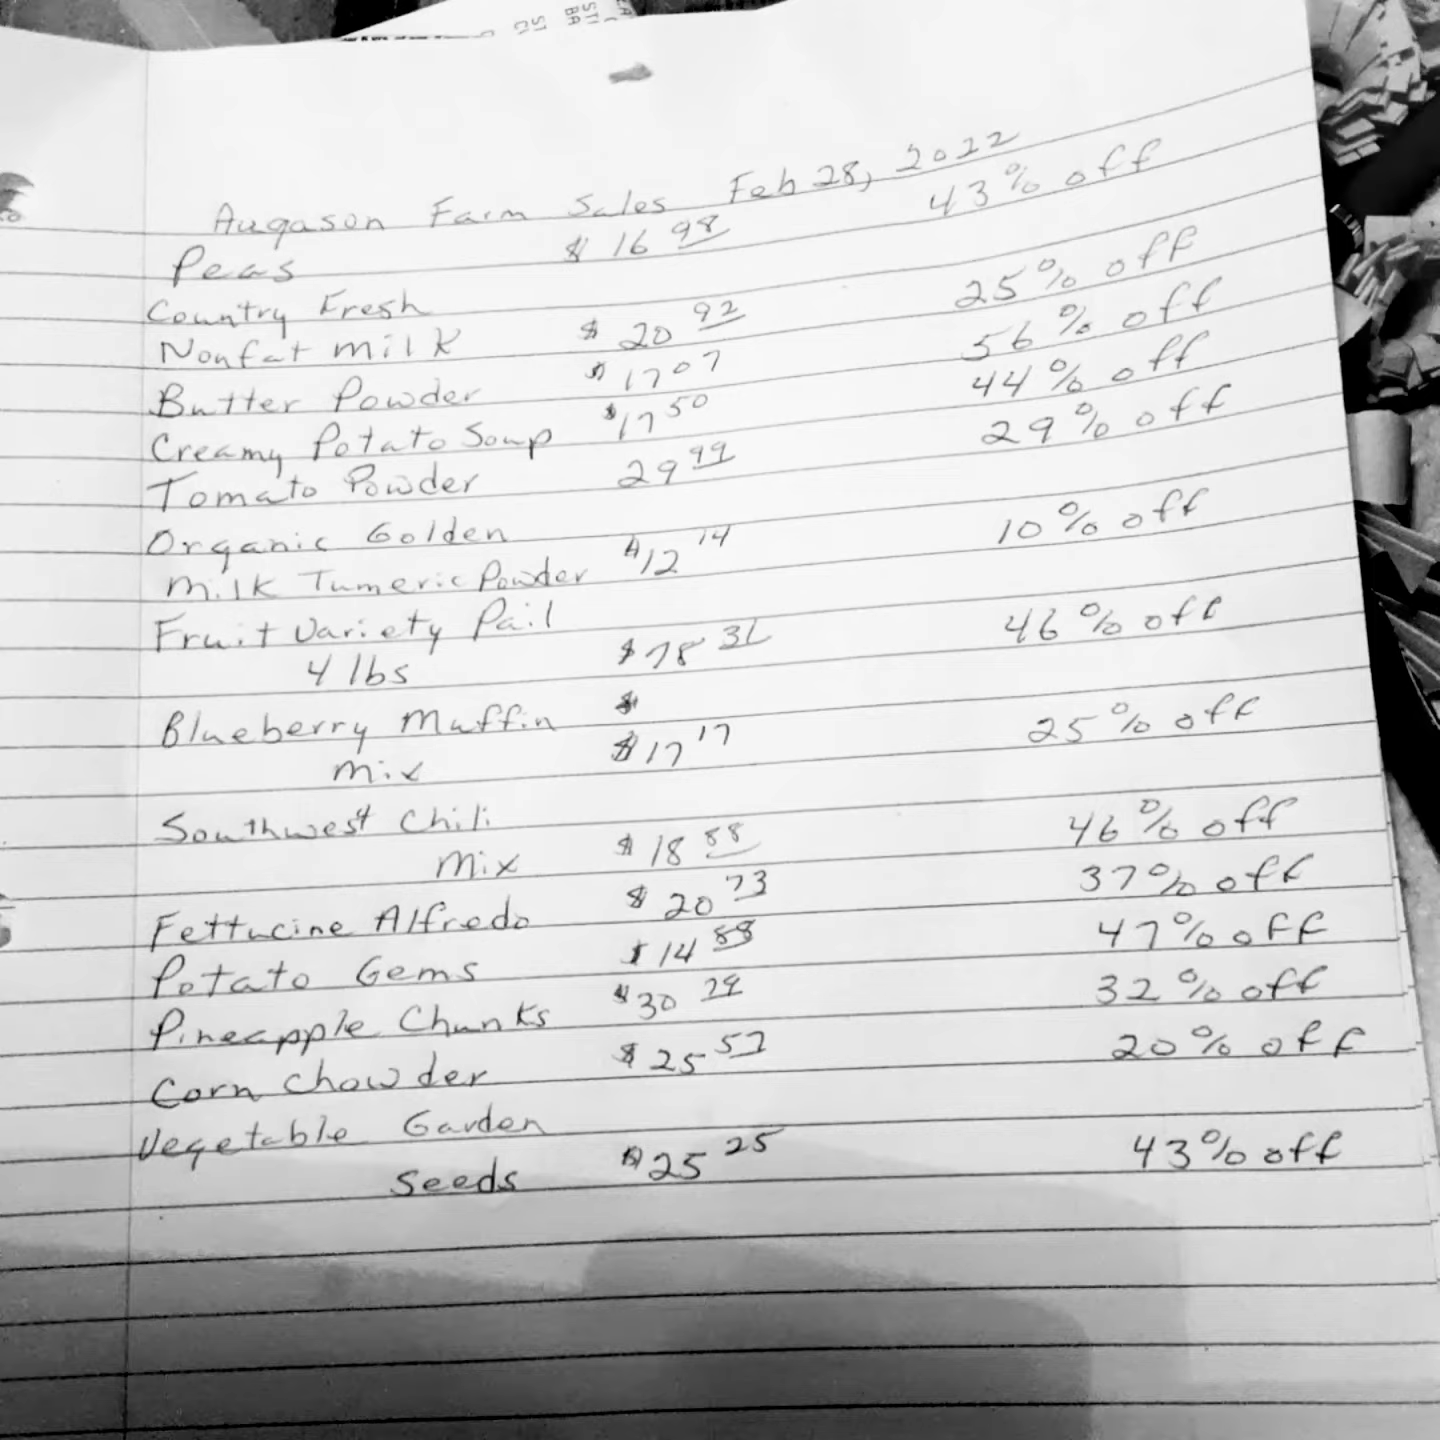 Augason Farm Sales Feb 28, 2022
Peas $ 16 98 43% off
Country Fresh
Nonfat Milk $ 20 92 25% off
Butter Powder $ 17 07 56% off
Creamy Potato Soup $ 17 50 44% off
Tomato Powder 29 99 29% off
Organic Golden
Milk Tumeric Powder $ 12 14 10% off
Fruit Variety Pail
4 lbs $ 78 31 46% off
Blueberry Muffin $
Mix $ 17 17 25% off
Southwest Chili
Mix $ 18 88 46% off
Fettucine Alfredo $ 20 73 37% off
Potato Gems $ 14 88 47% off
Pineapple Chunks $ 30 29 32% off
Corn Chowder $ 25 57 20% off
Vegetable Garden
Seeds $ 25 25 43% off